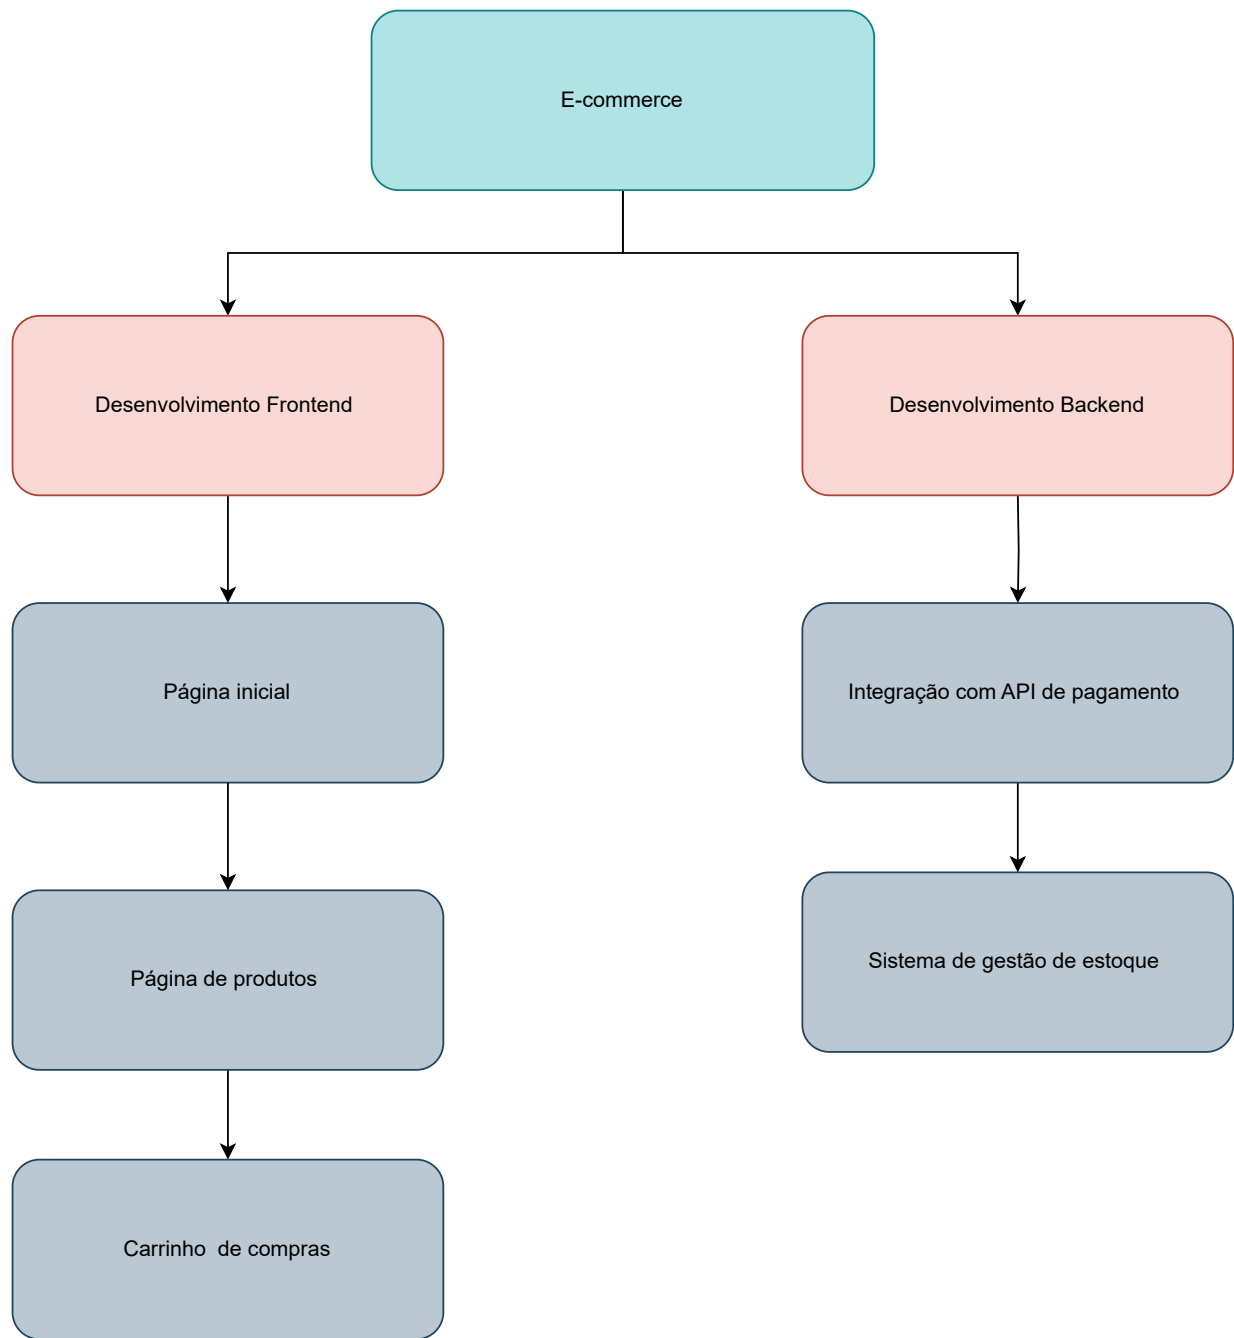 E-commerce
Desenvolvimento Frontend
Desenvolvimento Backend
Página inicial
Integração com API de pagamento
Página de produtos
Sistema de gestão de estoque
Carrinho  de compras